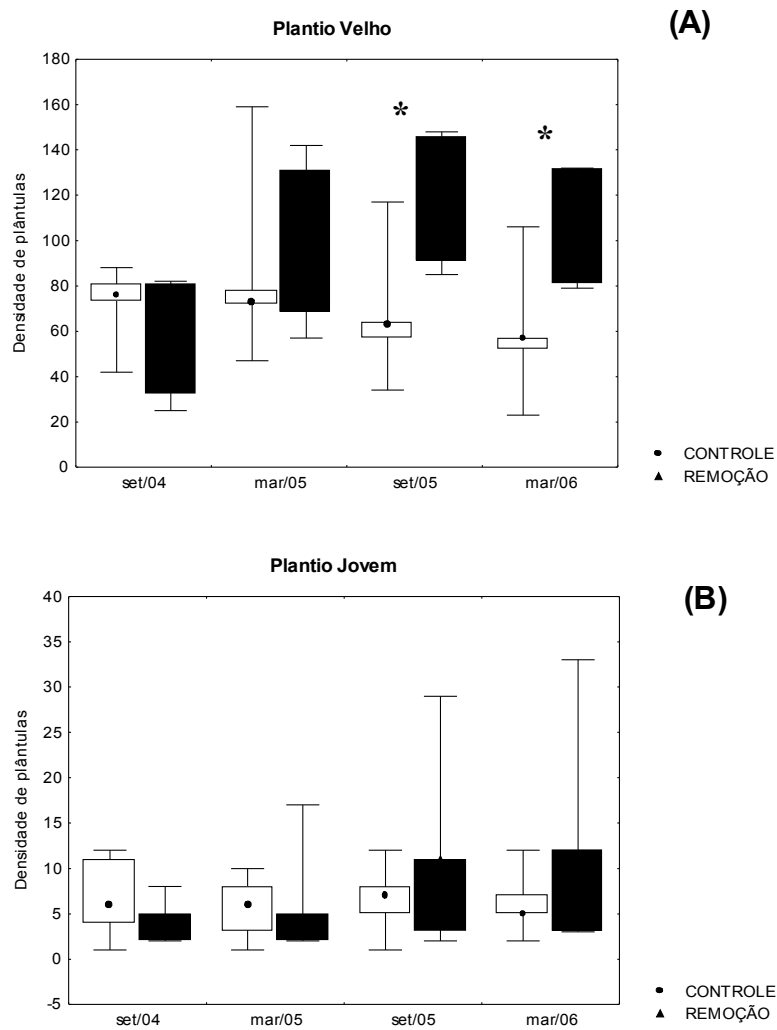 Plantio Velho
(A)
180
160
140
120
100
80
60
40
20
0
Densidade de plântulas
*
*
set/04 mar/05 set/05 mar/06
CONTROLE
REMOÇÃO
Plantio Jovem
(B)
40
35
30
25
20
15
10
5
0
-5
Densidade de plântulas
set/04 mar/05 set/05 mar/06
CONTROLE
REMOÇÃO